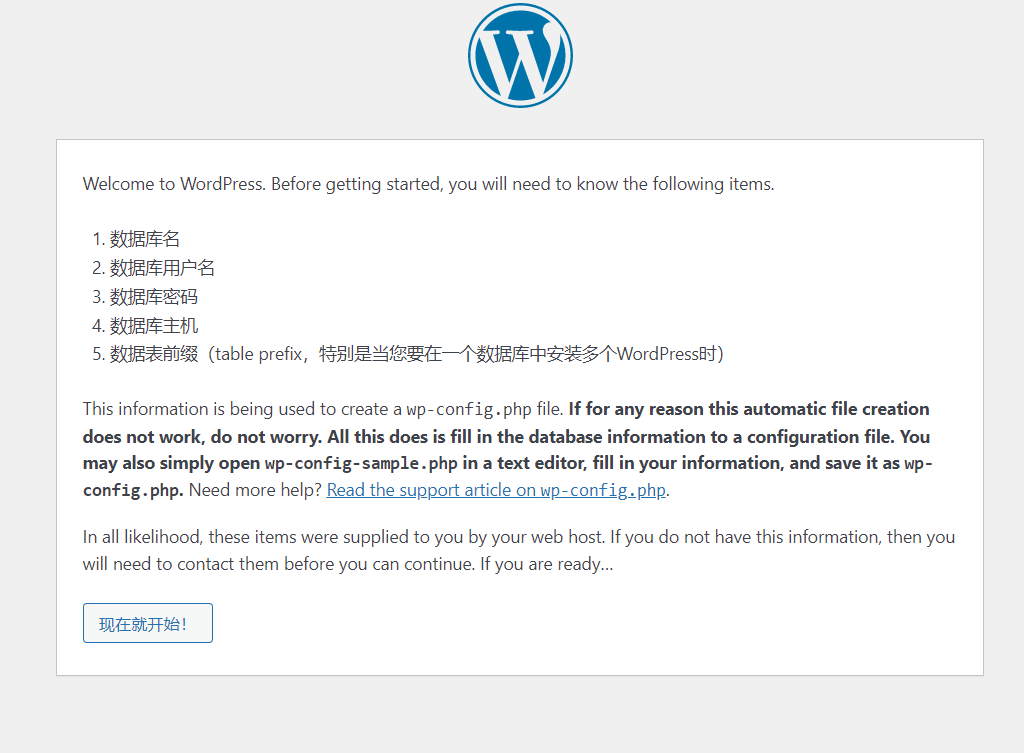 Welcome to WordPress. Before getting started, you will need to know the following items.
1. 数据库名
2. 数据库用户名
3. 数据库密码
4. 数据库主机
5. 数据表前缀（table prefix，特别是当您要在一个数据库中安装多个WordPress时）
This information is being used to create a wp-config.php file. If for any reason this automatic file creation
does not work, do not worry. All this does is fill in the database information to a configuration file. You
may also simply open wp-config-sample.php in a text editor, fill in your information, and save it as wp-
config.php. Need more help? Read the support article on wp-config.php.
In all likelihood, these items were supplied to you by your web host. If you do not have this information, then you
will need to contact them before you can continue. If you are ready…
现在就开始！